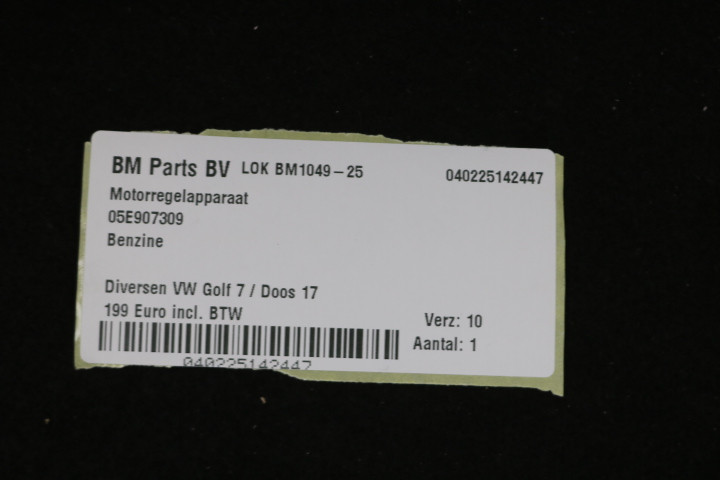 BM Parts BV LOK BM1049-25 040225142447
Motorregelapparaat
05E907309
Benzine
Diversen VW Golf 7 / Doos 17
199 Euro incl. BTW
Verz: 10
Aantal: 1
040225142447